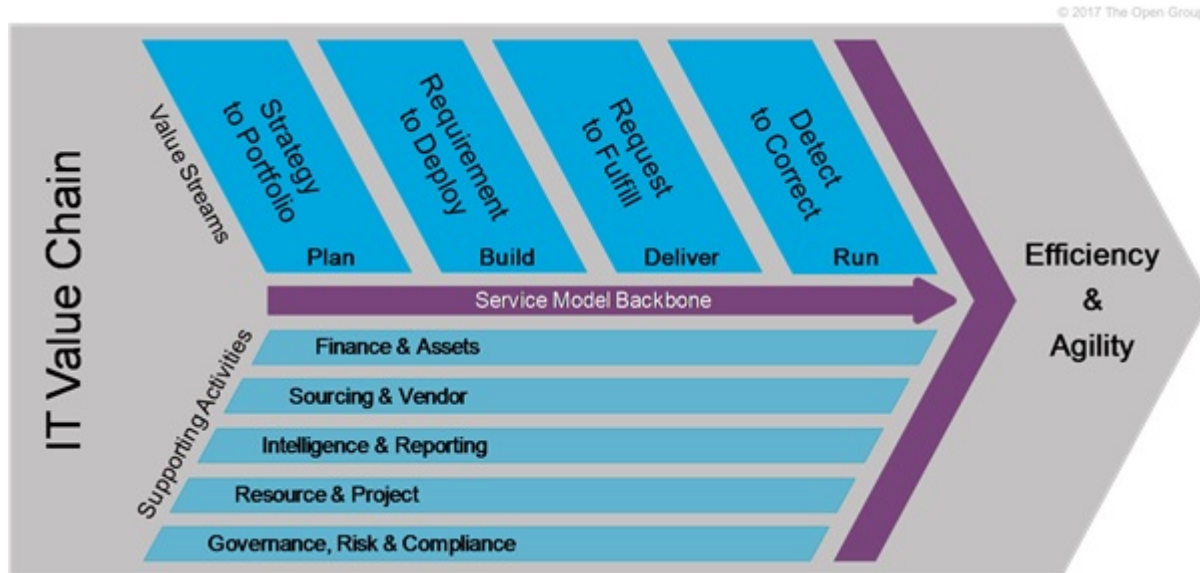 © 2017 The Open Group
IT Value Chain
Value Streams
Strategy
to Portfolio
Plan
Requirement
to Deploy
Build
Request
to Fulfill
Deliver
Detect
to Correct
Run
Service Model Backbone
Efficiency
&
Agility
Supporting Activities
Finance & Assets
Sourcing & Vendor
Intelligence & Reporting
Resource & Project
Governance, Risk & Compliance